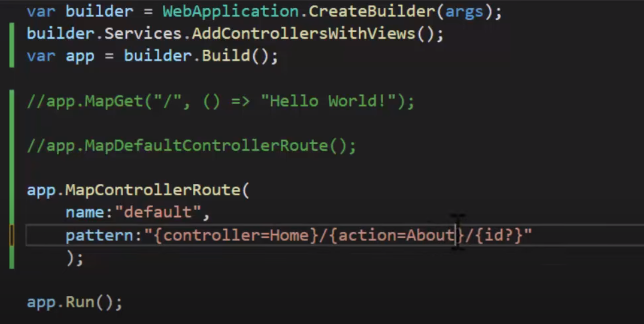 var builder = WebApplication.CreateBuilder(args);
builder.Services.AddControllersWithViews();
var app = builder.Build();
//app.MapGet("/", () => "Hello World!");
//app.MapDefaultControllerRoute();
app.MapControllerRoute(
name:"default",
pattern:"{controller=Home}/{action=About}/{id?}"
);
app.Run();